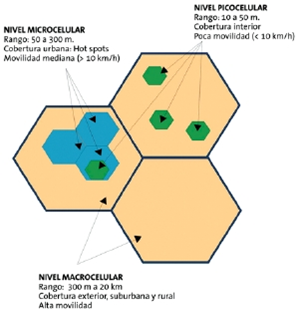 NIVEL PICOCELULAR
Rango: 10 a 50 m.
Cobertura interior
Poca movilidad (< 10 km/h)
NIVEL MICROCELULAR
Rango: 50 a 300 m.
Cobertura urbana: Hot spots
Movilidad mediana (> 10 km/h)
NIVEL MACROCELULAR
Rango: 300 m a 20 km
Cobertura exterior, suburbana y rural
Alta movilidad